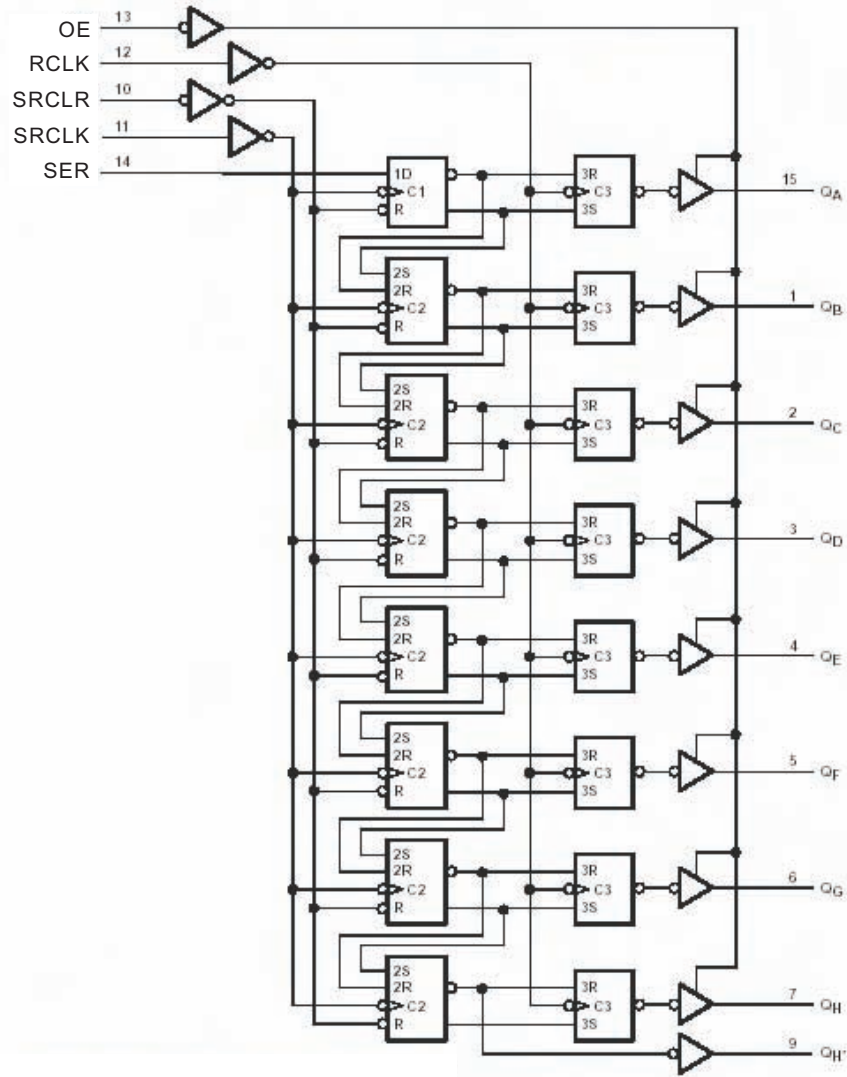 OE 13
RCLK 12
SRCLR 10
SRCLK 11
SER 14
1D 3R
C1 C3 15 QA
R 3S
2S
2R 3R
C2 C3 1 QB
R 3S
2S
2R 3R
C2 C3 2 QC
R 3S
2S
2R 3R
C2 C3 3 QD
R 3S
2S
2R 3R
C2 C3 4 QE
R 3S
2S
2R 3R
C2 C3 5 QF
R 3S
2S
2R 3R
C2 C3 6 QG
R 3S
2S
2R 3R
C2 C3 7 QH
R 3S
9 QH'